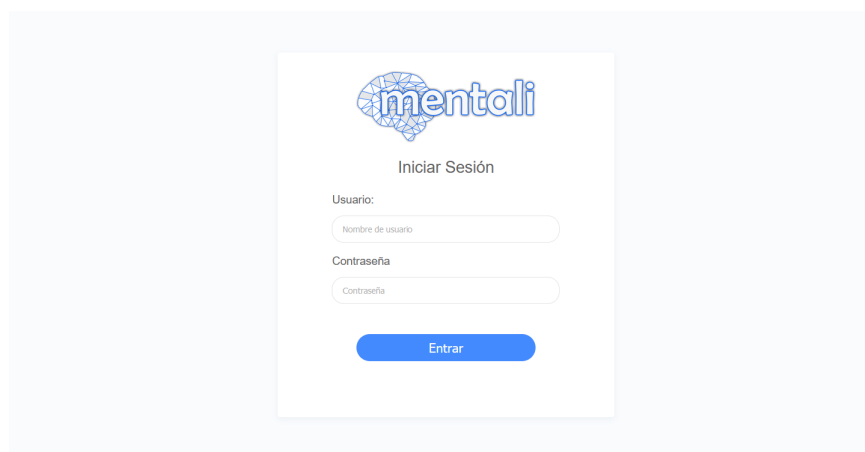 mentali
Iniciar Sesión
Usuario:
Nombre de usuario
Contraseña
Contraseña
Entrar